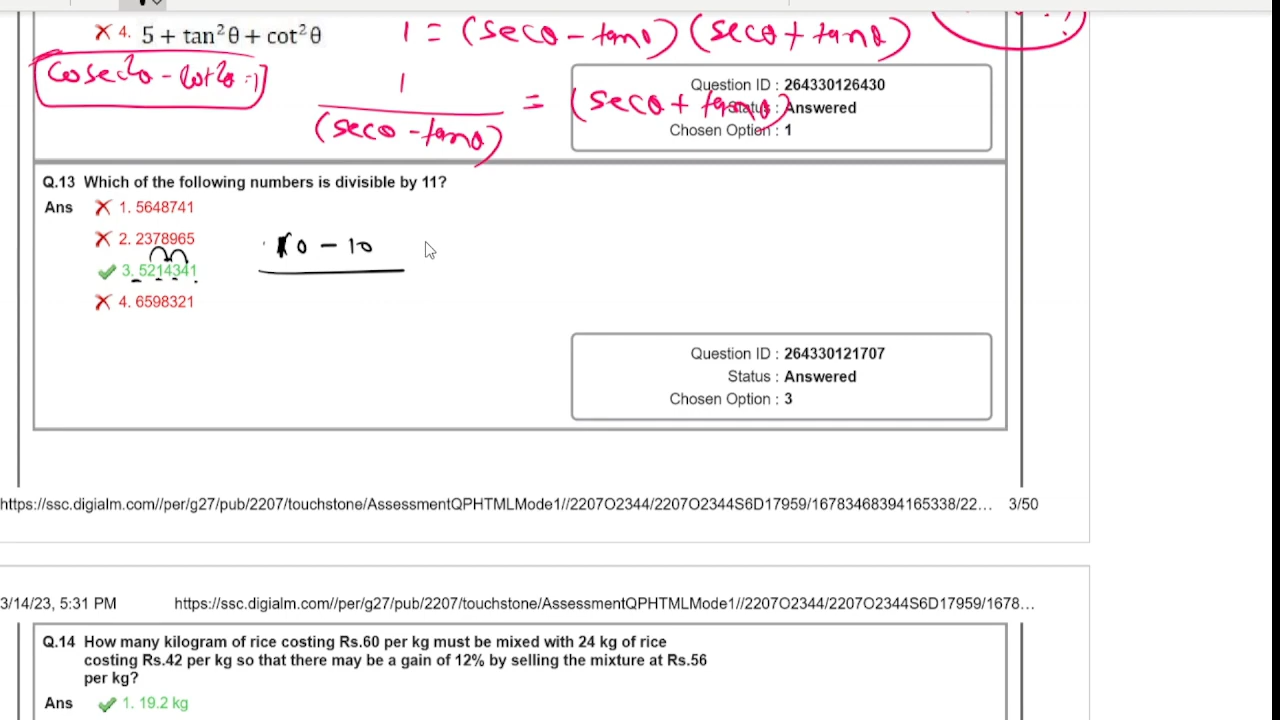 ✗ 4. 5 + tan²θ + cot²θ
1 = (secθ - tanθ) (secθ + tanθ)
cosec²θ - cot²θ = 1
1 / (secθ - tanθ) = (secθ + tanθ)
Question ID : 264330126430
Status : Answered
Chosen Option : 1
Q.13 Which of the following numbers is divisible by 11?
Ans ✗ 1. 5648741
✗ 2. 2378965
10 - 10
✓ 3. 5214341
✗ 4. 6598321
Question ID : 264330121707
Status : Answered
Chosen Option : 3
https://ssc.digialm.com//per/g27/pub/2207/touchstone/AssessmentQPHTMLMode1//2207O2344/2207O2344S6D17959/16783468394165338/22... 3/50
3/14/23, 5:31 PM https://ssc.digialm.com//per/g27/pub/2207/touchstone/AssessmentQPHTMLMode1//2207O2344/2207O2344S6D17959/1678...
Q.14 How many kilogram of rice costing Rs.60 per kg must be mixed with 24 kg of rice
costing Rs.42 per kg so that there may be a gain of 12% by selling the mixture at Rs.56
per kg?
Ans ✓ 1. 19.2 kg